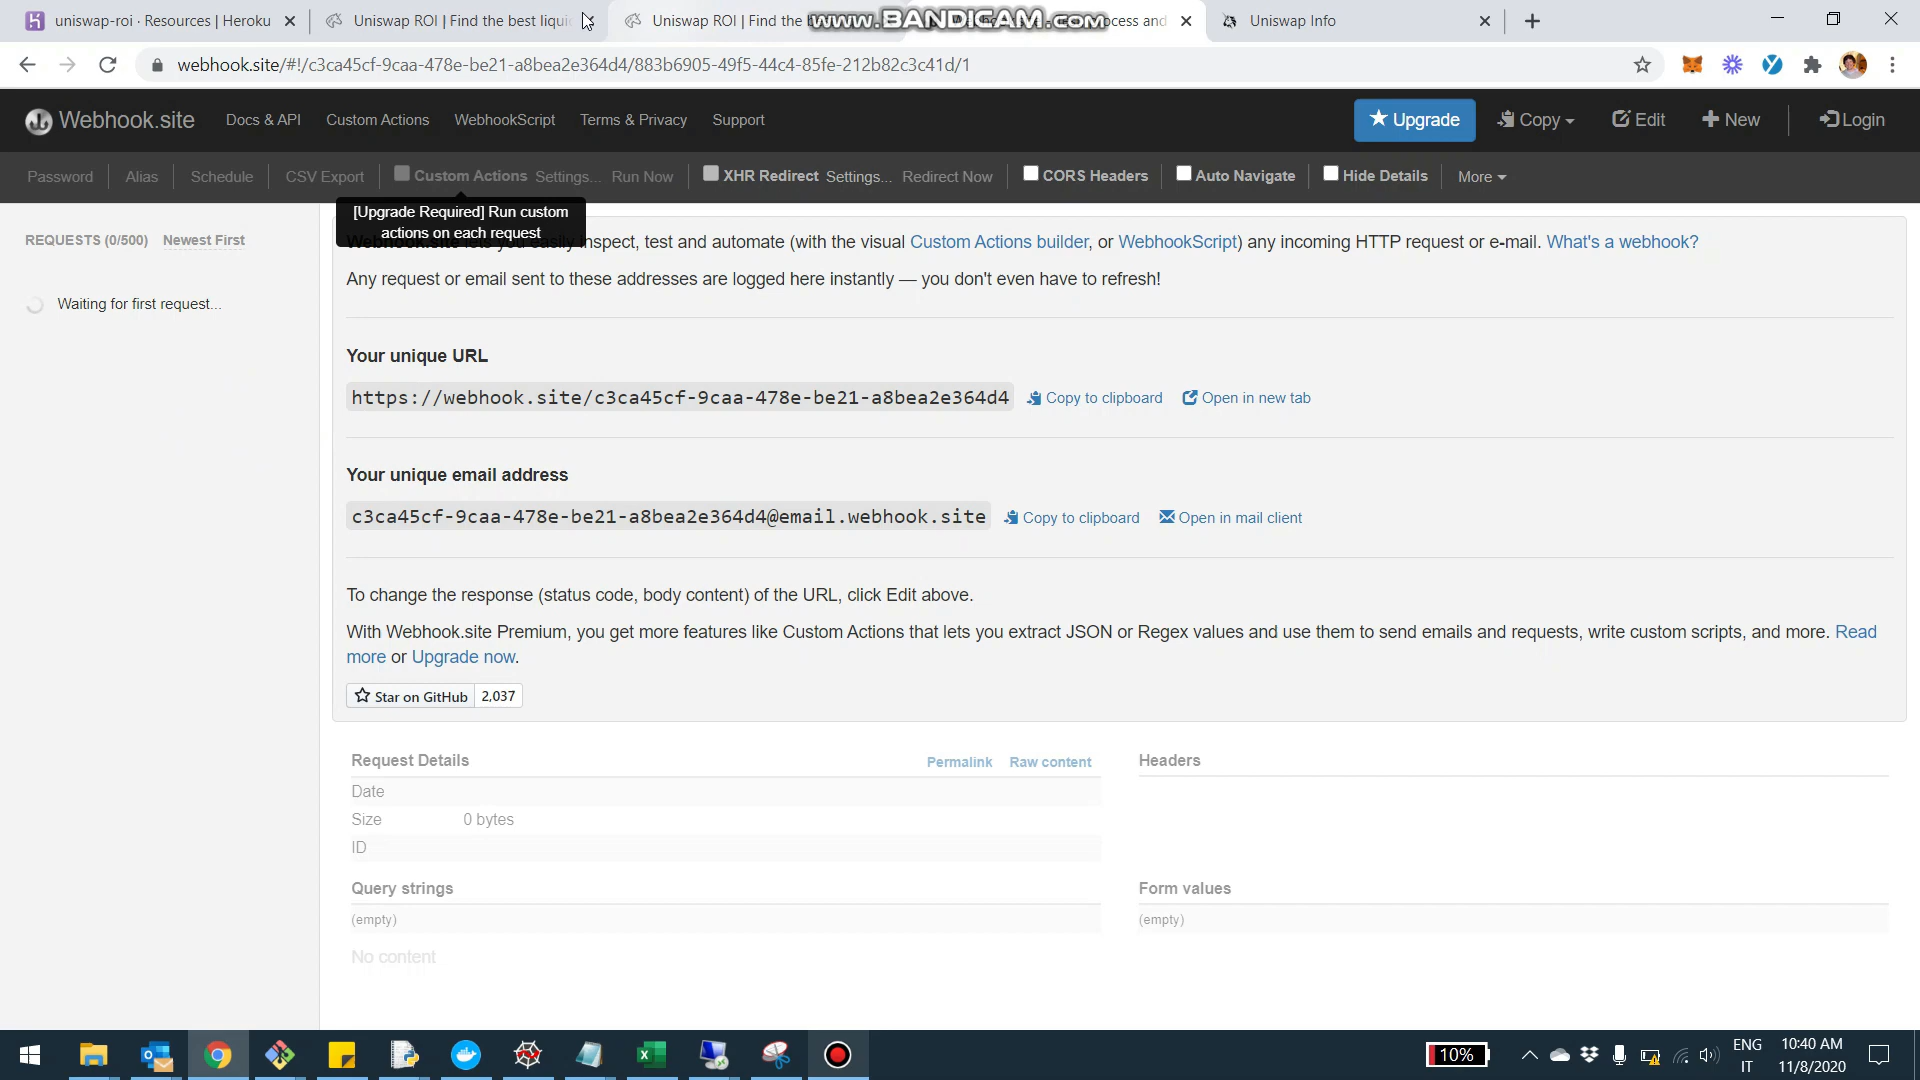 uniswap-roi · Resources | Heroku
Uniswap ROI | Find the best liquid
Uniswap ROI | Find the be
www.BANDICAM.com
ocess and
Uniswap Info
webhook.site/#!/c3ca45cf-9caa-478e-be21-a8bea2e364d4/883b6905-49f5-44c4-85fe-212b82c3c41d/1
Webhook.site
Docs & API
Custom Actions
WebhookScript
Terms & Privacy
Support
Upgrade
Copy
Edit
New
Login
Password
Alias
Schedule
CSV Export
Custom Actions
Settings...
Run Now
XHR Redirect
Settings...
Redirect Now
CORS Headers
Auto Navigate
Hide Details
More
[Upgrade Required] Run custom
actions on each request
REQUESTS (0/500)
Newest First
Waiting for first request...
Webhook.site lets you easily inspect, test and automate (with the visual Custom Actions builder, or WebhookScript) any incoming HTTP request or e-mail. What's a webhook?
Any request or email sent to these addresses are logged here instantly — you don't even have to refresh!
Your unique URL
https://webhook.site/c3ca45cf-9caa-478e-be21-a8bea2e364d4
Copy to clipboard
Open in new tab
Your unique email address
c3ca45cf-9caa-478e-be21-a8bea2e364d4@email.webhook.site
Copy to clipboard
Open in mail client
To change the response (status code, body content) of the URL, click Edit above.
With Webhook.site Premium, you get more features like Custom Actions that lets you extract JSON or Regex values and use them to send emails and requests, write custom scripts, and more. Read
more or Upgrade now.
Star on GitHub
2,037
Request Details
Permalink
Raw content
Headers
Date
Size
0 bytes
ID
Query strings
Form values
(empty)
(empty)
No content
10%
ENG
IT
10:40 AM
11/8/2020